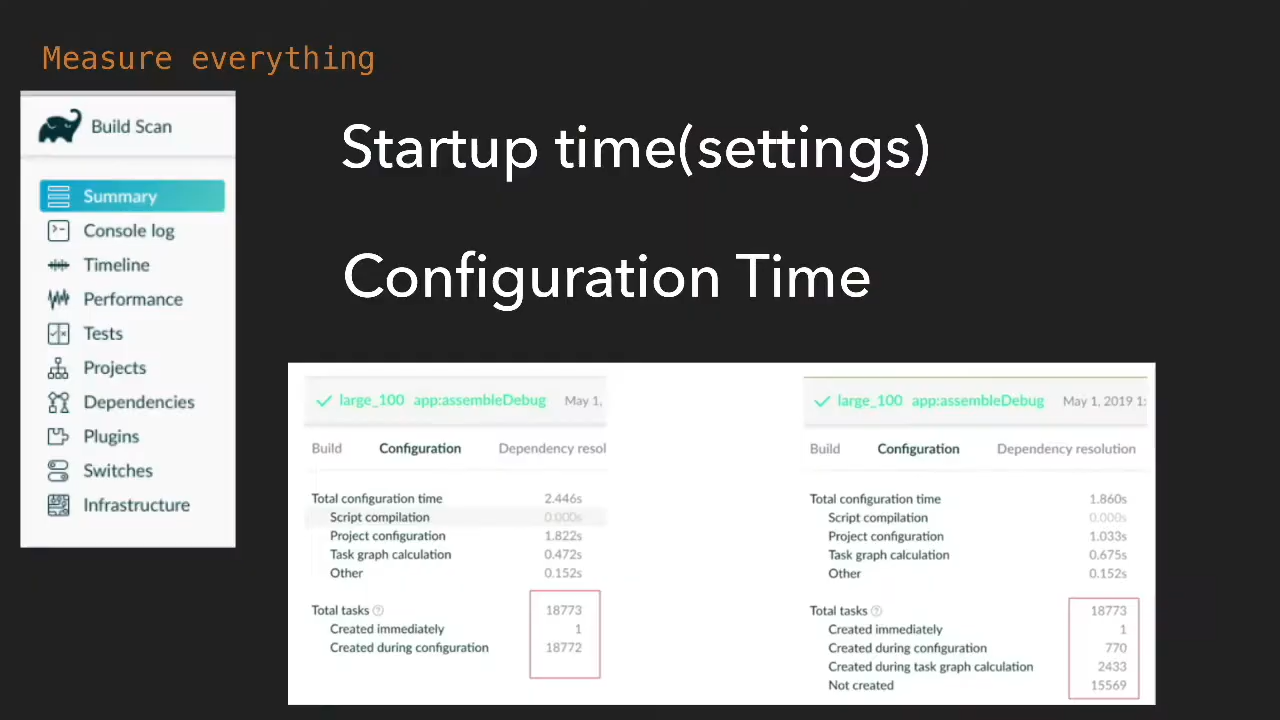 Measure everything
Build Scan
Summary
Console log
Timeline
Performance
Tests
Projects
Dependencies
Plugins
Switches
Infrastructure
Startup time(settings)
Configuration Time
large_100 app:assembleDebug May 1,
Build Configuration Dependency resol
Total configuration time 2.446s
Script compilation 0.000s
Project configuration 1.822s
Task graph calculation 0.472s
Other 0.152s
Total tasks ? 18773
Created immediately 1
Created during configuration 18772
large_100 app:assembleDebug May 1, 2019 1:
Build Configuration Dependency resolution
Total configuration time 1.860s
Script compilation 0.000s
Project configuration 1.033s
Task graph calculation 0.675s
Other 0.152s
Total tasks ? 18773
Created immediately 1
Created during configuration 770
Created during task graph calculation 2433
Not created 15569